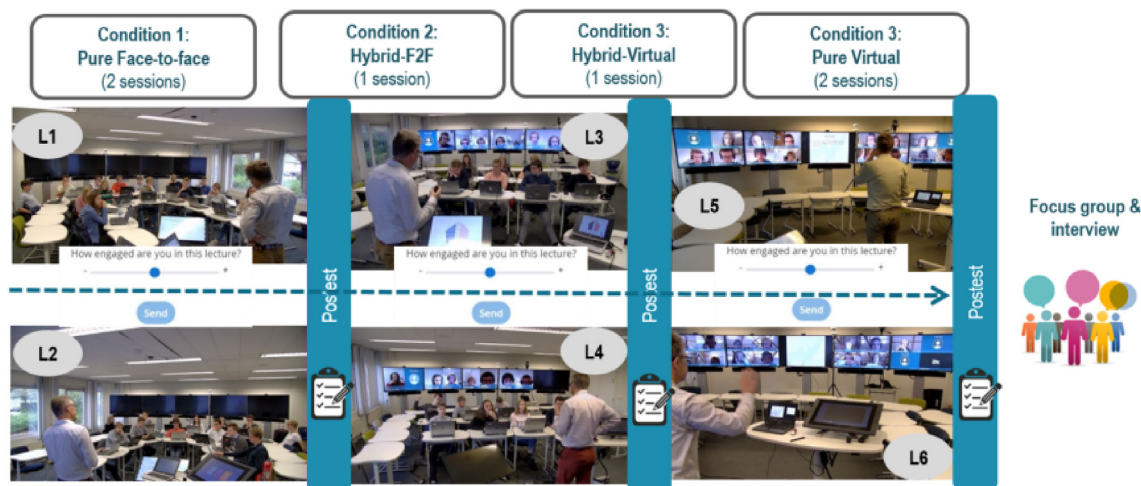 Condition 1:
Pure Face-to-face
(2 sessions)
Condition 2:
Hybrid-F2F
(1 session)
Condition 3:
Hybrid-Virtual
(1 session)
Condition 3:
Pure Virtual
(2 sessions)
L1
L3
L5
How engaged are you in this lecture?
- +
Send
How engaged are you in this lecture?
- +
Send
How engaged are you in this lecture?
- +
Send
L2
L4
L6
Postest
Postest
Postest
Focus group &
interview